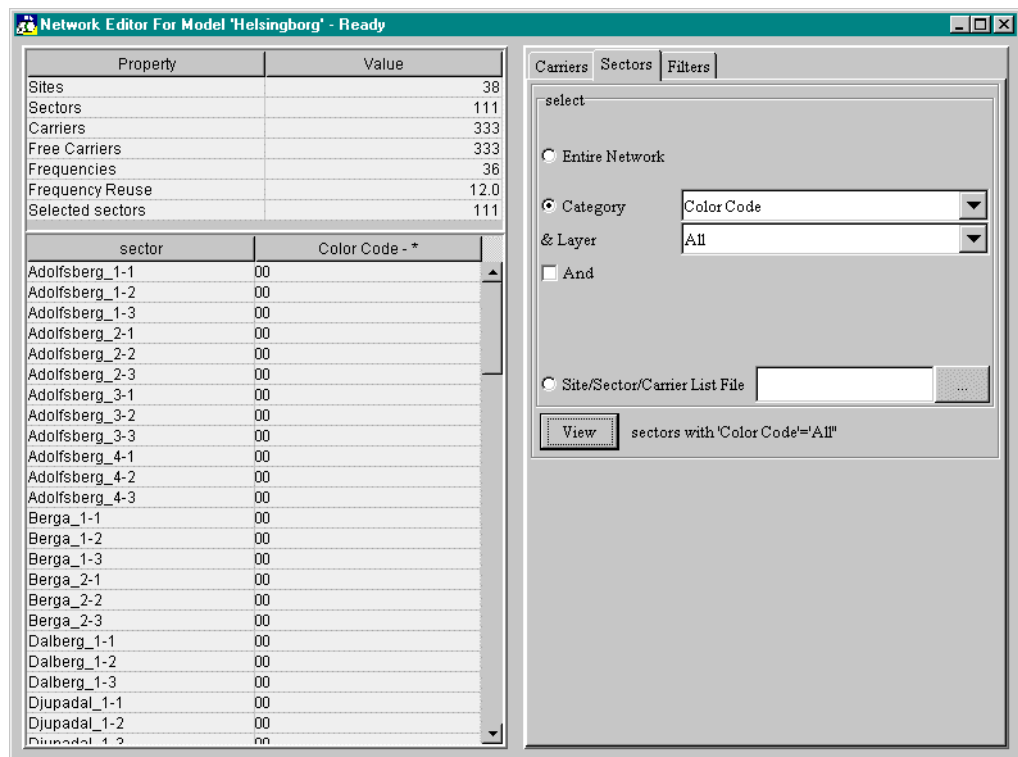 Network Editor For Model 'Helsingborg' - Ready
Property Value
Sites 38
Sectors 111
Carriers 333
Free Carriers 333
Frequencies 36
Frequency Reuse 12.0
Selected sectors 111
sector Color Code - *
Adolfsberg_1-1 00
Adolfsberg_1-2 00
Adolfsberg_1-3 00
Adolfsberg_2-1 00
Adolfsberg_2-2 00
Adolfsberg_2-3 00
Adolfsberg_3-1 00
Adolfsberg_3-2 00
Adolfsberg_3-3 00
Adolfsberg_4-1 00
Adolfsberg_4-2 00
Adolfsberg_4-3 00
Berga_1-1 00
Berga_1-2 00
Berga_1-3 00
Berga_2-1 00
Berga_2-2 00
Berga_2-3 00
Dalberg_1-1 00
Dalberg_1-2 00
Dalberg_1-3 00
Djupadal_1-1 00
Djupadal_1-2 00
Djupadal_1-3 00
Carriers Sectors Filters
select
Entire Network
Category Color Code
& Layer All
And
Site/Sector/Carrier List File ...
View sectors with 'Color Code'='All"